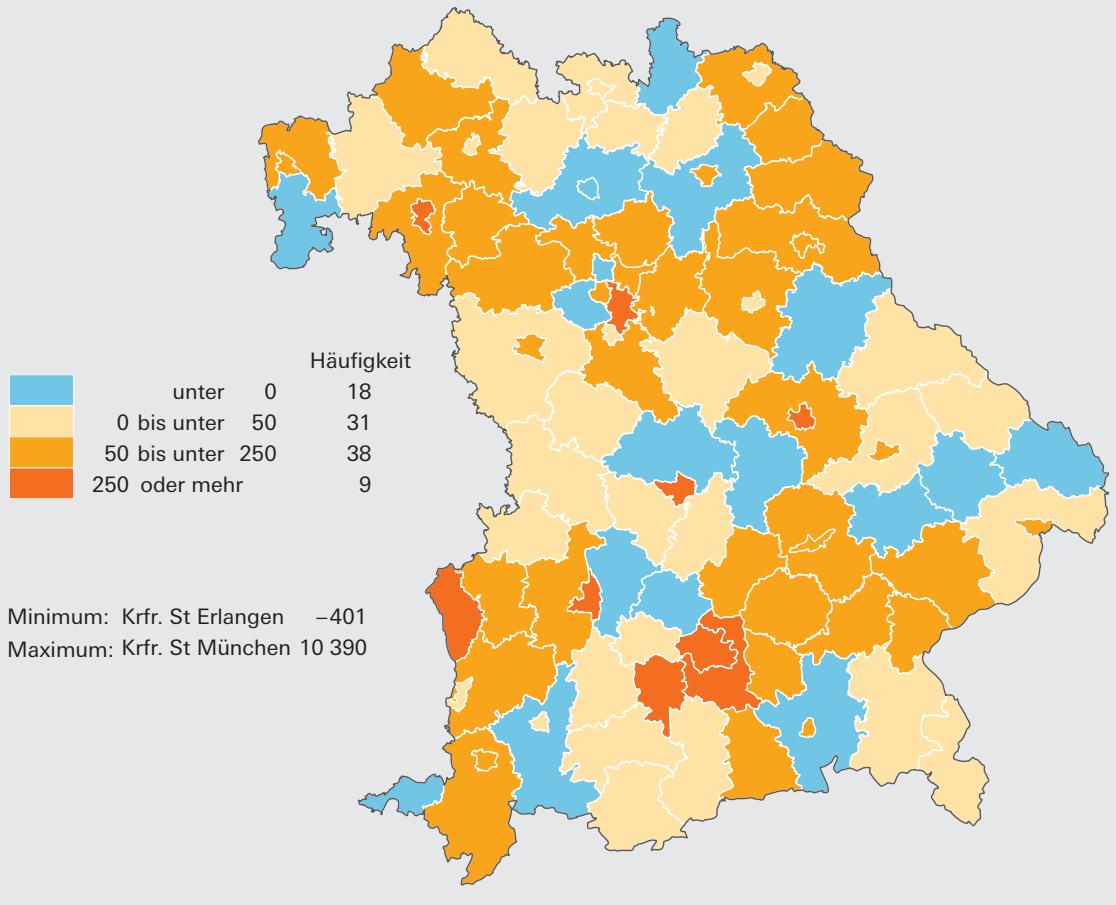 Häufigkeit
unter 0 18
0 bis unter 50 31
50 bis unter 250 38
250 oder mehr 9
Minimum: Krfr. St Erlangen –401
Maximum: Krfr. St München 10 390